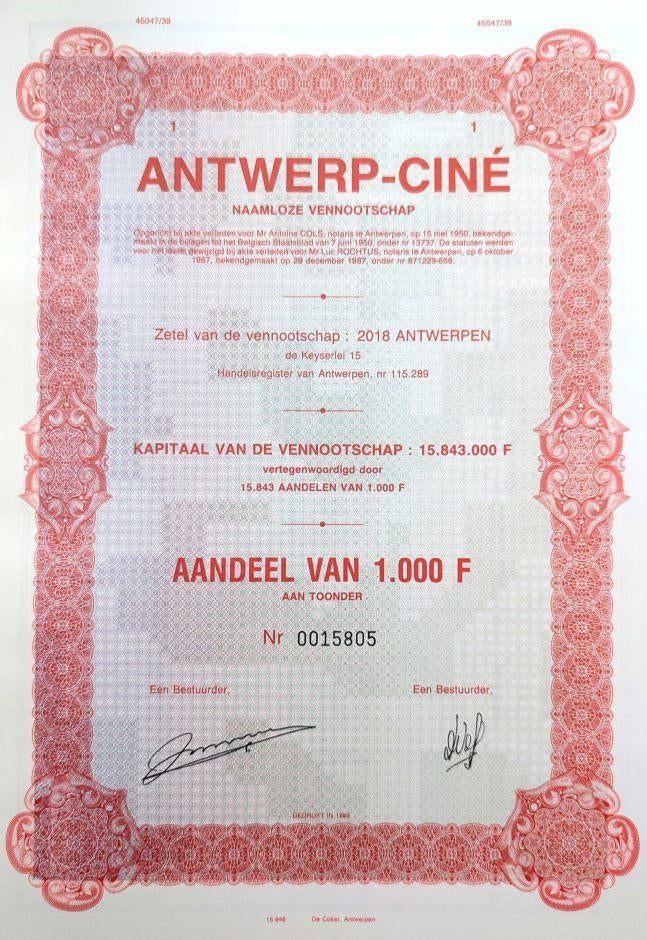 45047/39 45047/39
1 1
ANTWERP-CINÉ
NAAMLOZE VENNOOTSCHAP
Opgericht bij akte verleden voor Mr Antoine COLS, notaris te Antwerpen, op 15 mei 1950, bekendge-
maakt in de bijlagen tot het Belgisch Staatsblad van 7 juni 1950, onder nr 13737. De statuten werden
voor het laatst gewijzigd bij akte verleden voor Mr Luc ROCHTUS, notaris te Antwerpen, op 6 oktober
1987, bekendgemaakt op 29 december 1987, onder nr 871229-668.
Zetel van de vennootschap : 2018 ANTWERPEN
de Keyserlei 15
Handelsregister van Antwerpen, nr 115.289
KAPITAAL VAN DE VENNOOTSCHAP : 15.843.000 F
vertegenwoordigd door
15.843 AANDELEN VAN 1.000 F
AANDEEL VAN 1.000 F
AAN TOONDER
Nr 0015805
Een Bestuurder, Een Bestuurder,
GEDRUKT IN 1989
15.948 De Coker, Antwerpen